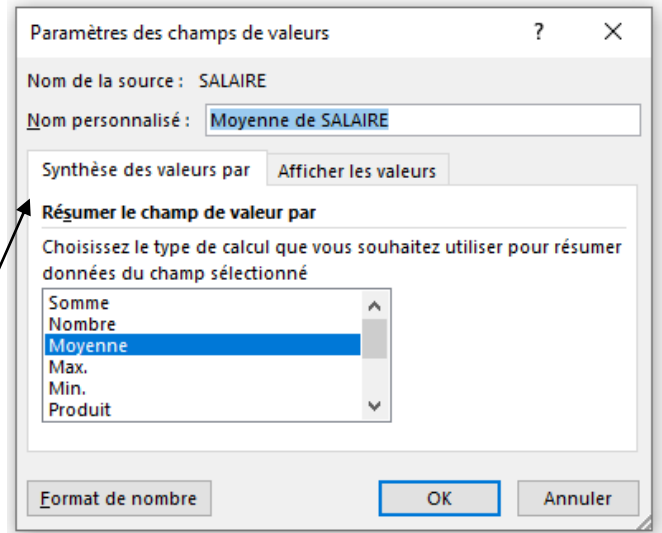 Paramètres des champs de valeurs ? ×
Nom de la source : SALAIRE
Nom personnalisé : Moyenne de SALAIRE
Synthèse des valeurs par Afficher les valeurs
Résumer le champ de valeur par
Choisissez le type de calcul que vous souhaitez utiliser pour résumer
données du champ sélectionné
Somme
Nombre
Moyenne
Max.
Min.
Produit
Format de nombre OK Annuler